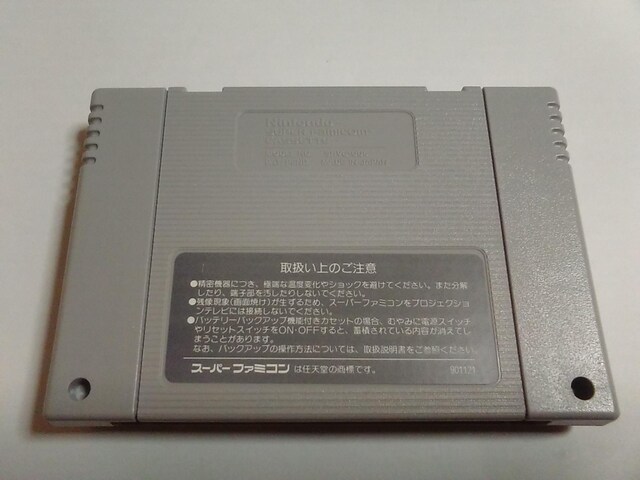 Nintendo
取扱い上のご注意
●精密機器につき、極端な温度変化やショックを避けてください。また分解
したり、端子部を汚したりしないでください。
●残像現象(画面焼け)が生ずるため、スーパーファミコンをプロジェクショ
ンテレビには接続しないでください。
●バッテリーバックアップ機能付きカセットの場合、むやみに電源スイッチ
やリセットスイッチをON・OFFすると、蓄積されている内容が消えてし
まうことがあります。
なお、バックアップの操作方法については、取扱説明書をご参照ください。
スーパーファミコン は任天堂の商標です。
901121